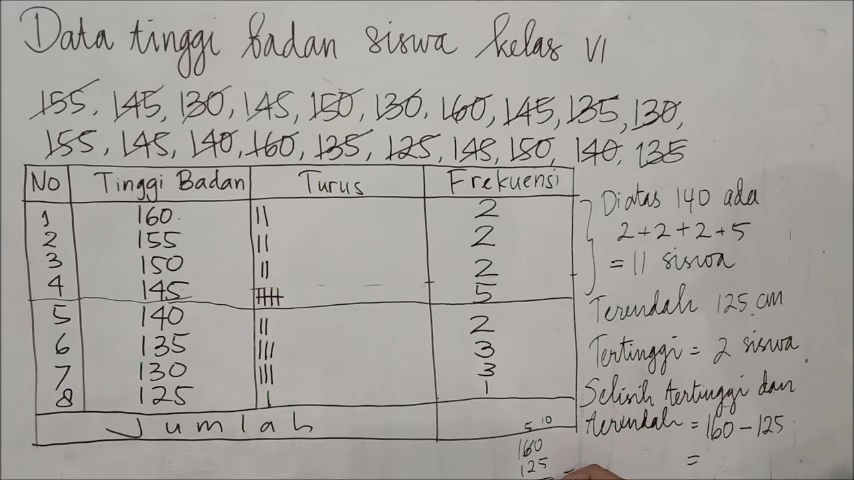 Data tinggi badan siswa kelas VI
155, 145, 130, 145, 150, 130, 160, 145, 135, 130,
155, 145, 140, 160, 135, 125, 145, 150, 140, 135
No Tinggi Badan Turus Frekuensi
1 160 || 2
2 155 || 2
3 150 || 2
4 145 |||| 5
5 140 || 2
6 135 ||| 3
7 130 ||| 3
8 125 | 1
Jumlah
Diatas 140 ada
2+2+2+5
= 11 siswa
Terendah 125 cm
Tertinggi = 2 siswa
Selisih tertinggi dan
terendah = 160 - 125
=
5 10
160
125 -